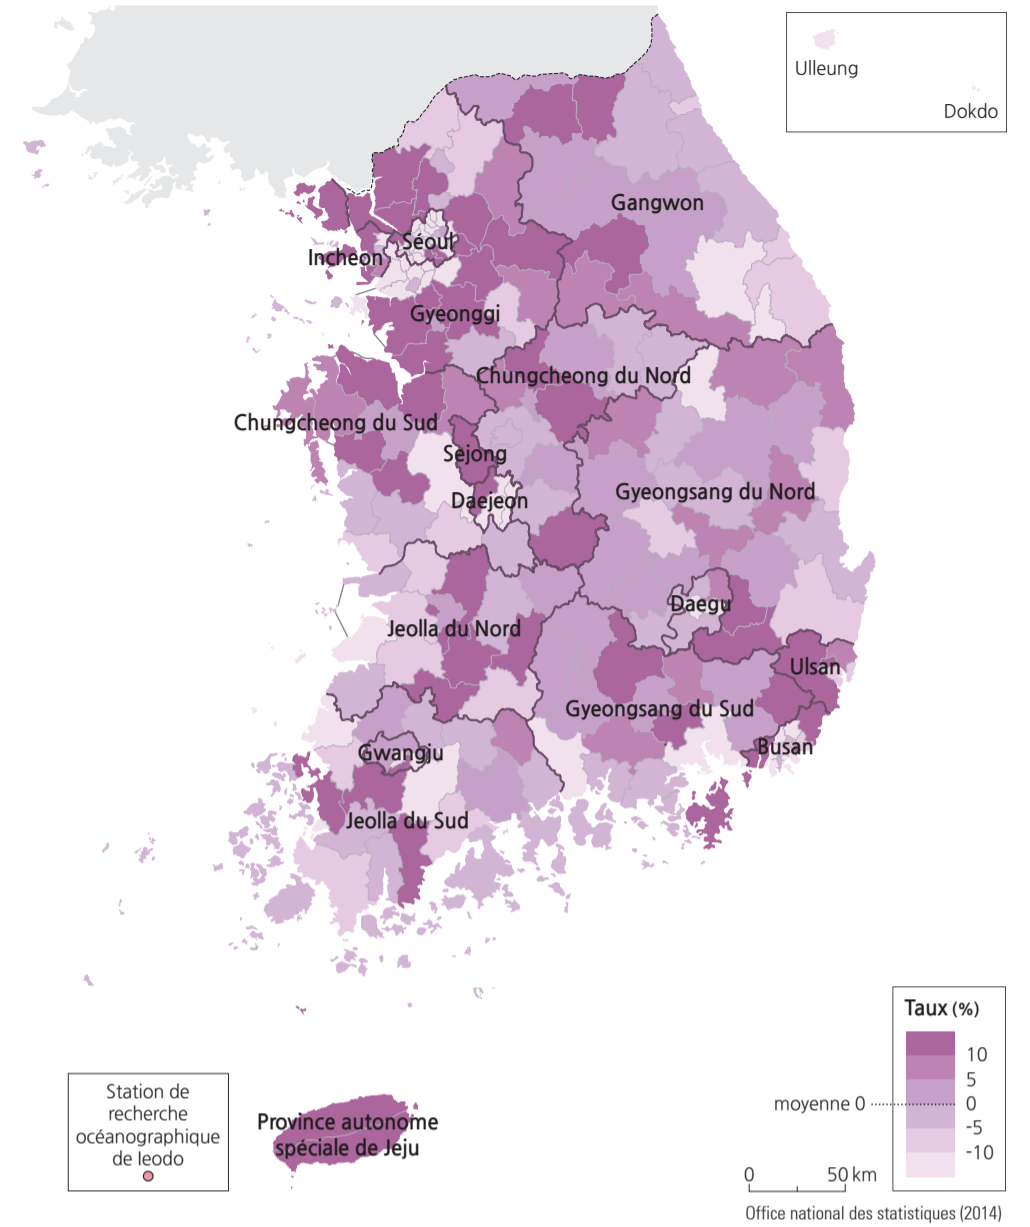 Ulleung
Dokdo
Gangwon
Séoul
Incheon
Gyeonggi
Chungcheong du Nord
Chungcheong du Sud
Sejong
Gyeongsang du Nord
Daejeon
Daegu
Jeolla du Nord
Ulsan
Gyeongsang du Sud
Busan
Gwangju
Jeolla du Sud
Taux (%)
10
5
moyenne 0
0
-5
-10
Station de
recherche
océanographique
de Ieodo
Province autonome
spéciale de Jeju
0 50 km
Office national des statistiques (2014)